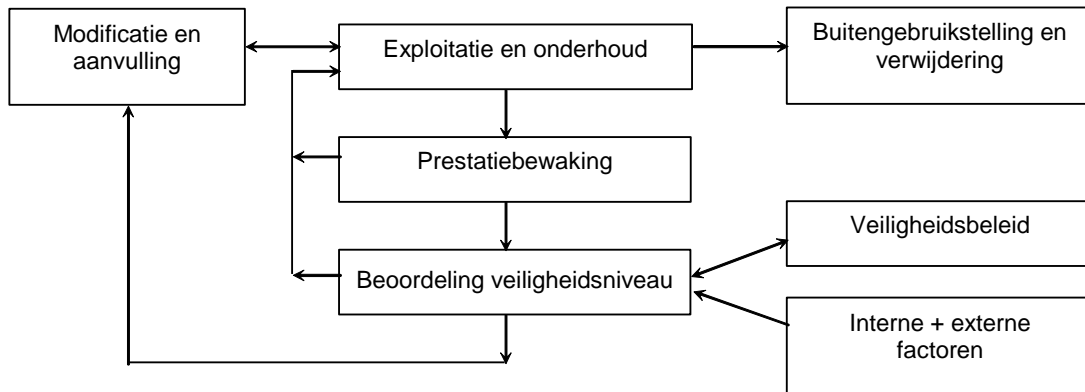 Modificatie en
aanvulling
Exploitatie en onderhoud
Buitengebruikstelling en
verwijdering
Prestatiebewaking
Veiligheidsbeleid
Beoordeling veiligheidsniveau
Interne + externe
factoren